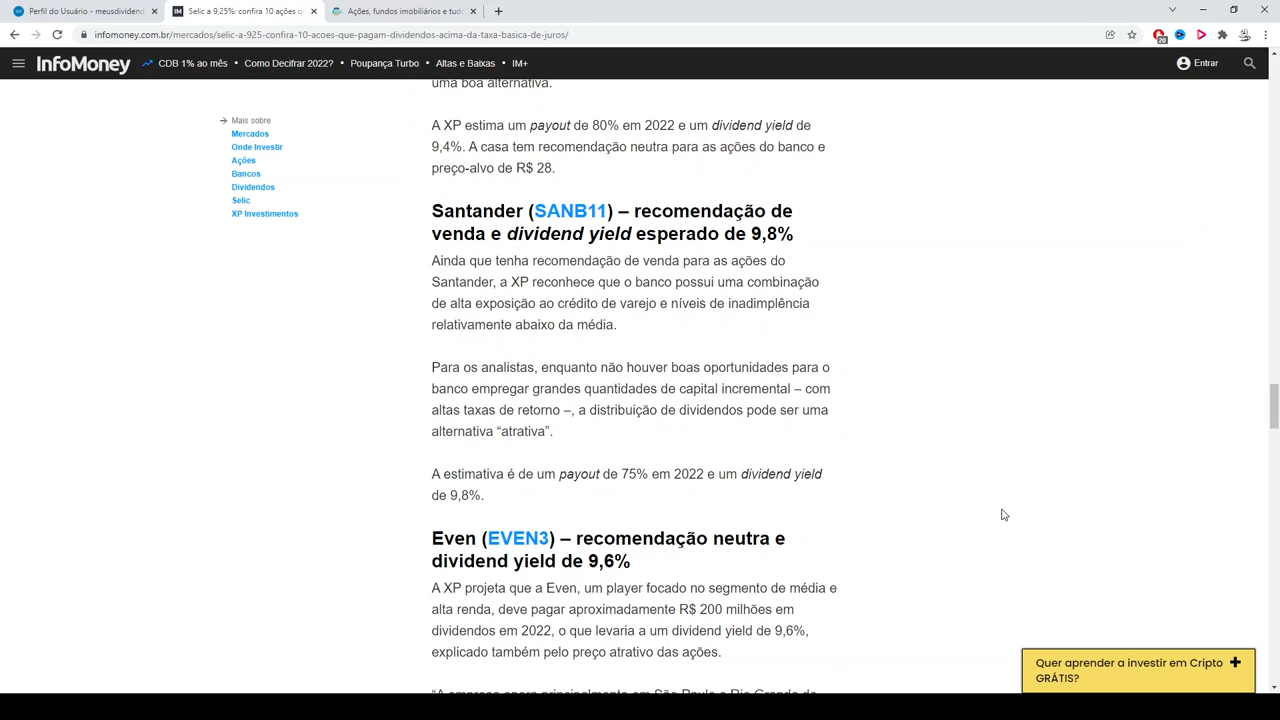 Perfil do Usuário - meusdividend
Selic a 9,25%: confira 10 ações q
Ações, fundos imobiliários e tud
infomoney.com.br/mercados/selic-a-925-confira-10-acoes-que-pagam-dividendos-acima-da-taxa-basica-de-juros/
20
InfoMoney
CDB 1% ao mês • Como Decifrar 2022? • Poupança Turbo • Altas e Baixas • IM+
Entrar
uma boa alternativa.
Mais sobre
Mercados
Onde Investir
Ações
Bancos
Dividendos
Selic
XP Investimentos
A XP estima um payout de 80% em 2022 e um dividend yield de
9,4%. A casa tem recomendação neutra para as ações do banco e
preço-alvo de R$ 28.
Santander (SANB11) – recomendação de
venda e dividend yield esperado de 9,8%
Ainda que tenha recomendação de venda para as ações do
Santander, a XP reconhece que o banco possui uma combinação
de alta exposição ao crédito de varejo e níveis de inadimplência
relativamente abaixo da média.
Para os analistas, enquanto não houver boas oportunidades para o
banco empregar grandes quantidades de capital incremental – com
altas taxas de retorno –, a distribuição de dividendos pode ser uma
alternativa “atrativa”.
A estimativa é de um payout de 75% em 2022 e um dividend yield
de 9,8%.
Even (EVEN3) – recomendação neutra e
dividend yield de 9,6%
A XP projeta que a Even, um player focado no segmento de média e
alta renda, deve pagar aproximadamente R$ 200 milhões em
dividendos em 2022, o que levaria a um dividend yield de 9,6%,
explicado também pelo preço atrativo das ações.
“A empresa opera principalmente em São Paulo e Rio Grande do
Quer aprender a investir em Cripto
GRÁTIS?